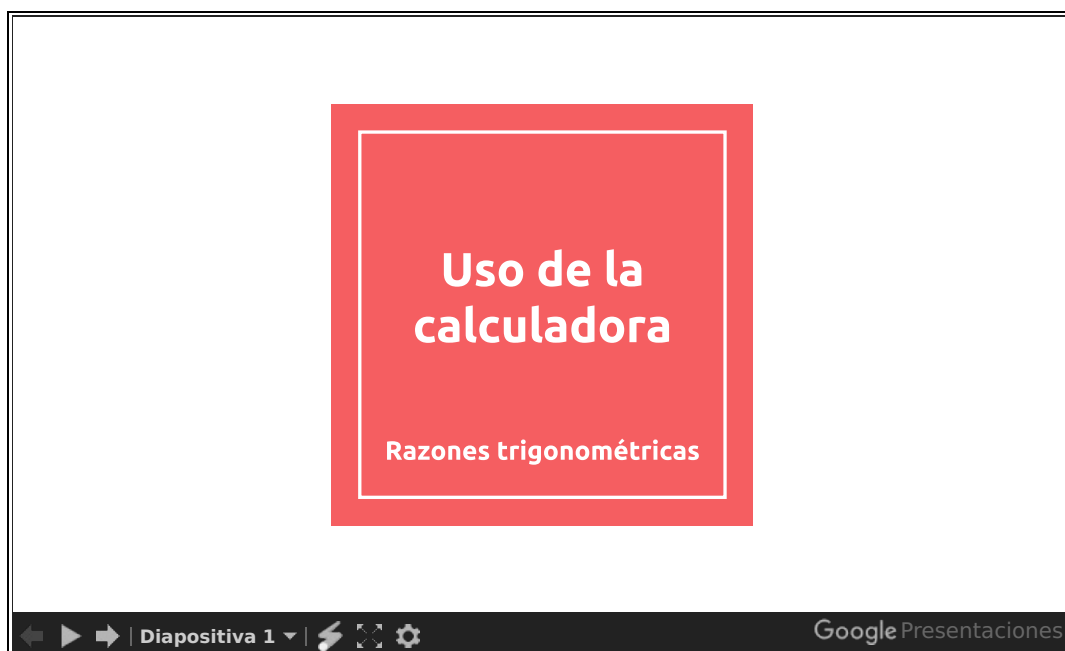 Uso de la
calculadora
Razones trigonométricas
Diapositiva 1
Google Presentaciones